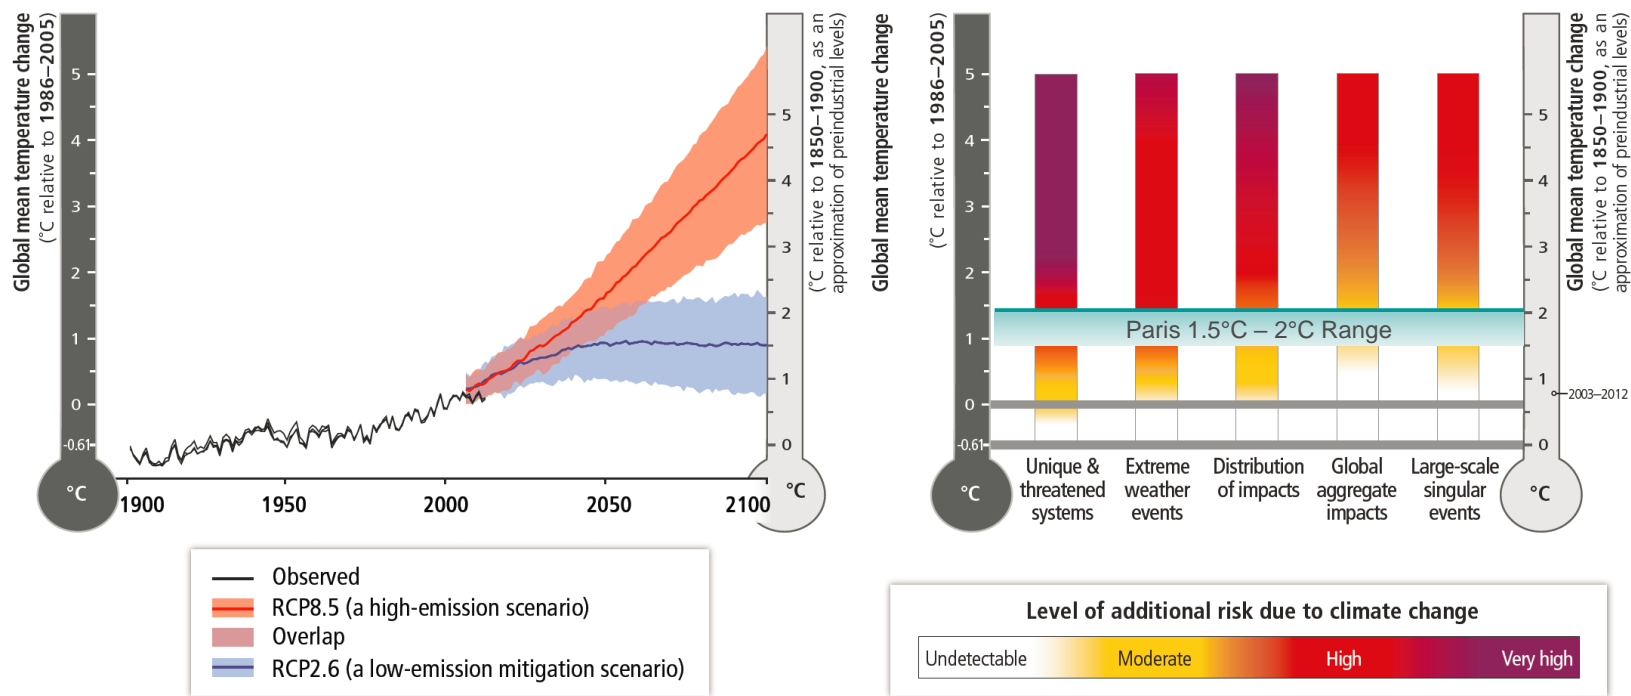 Global mean temperature change
(°C relative to 1986–2005)
5
4
3
2
1
0
-0.61
°C
(°C relative to 1850–1900, as an
approximation of preindustrial levels)
5
4
3
2
1
0
°C
1900
1950
2000
2050
2100
Observed
RCP8.5 (a high-emission scenario)
Overlap
RCP2.6 (a low-emission mitigation scenario)
Global mean temperature change
(°C relative to 1986–2005)
5
4
3
2
1
0
-0.61
°C
Paris 1.5°C – 2°C Range
Unique &
threatened
systems
Extreme
weather
events
Distribution
of impacts
Global
aggregate
impacts
Large-scale
singular
events
Global mean temperature change
(°C relative to 1850–1900, as an
approximation of preindustrial levels)
5
4
3
2
1
2003–2012
0
°C
Level of additional risk due to climate change
Undetectable
Moderate
High
Very high